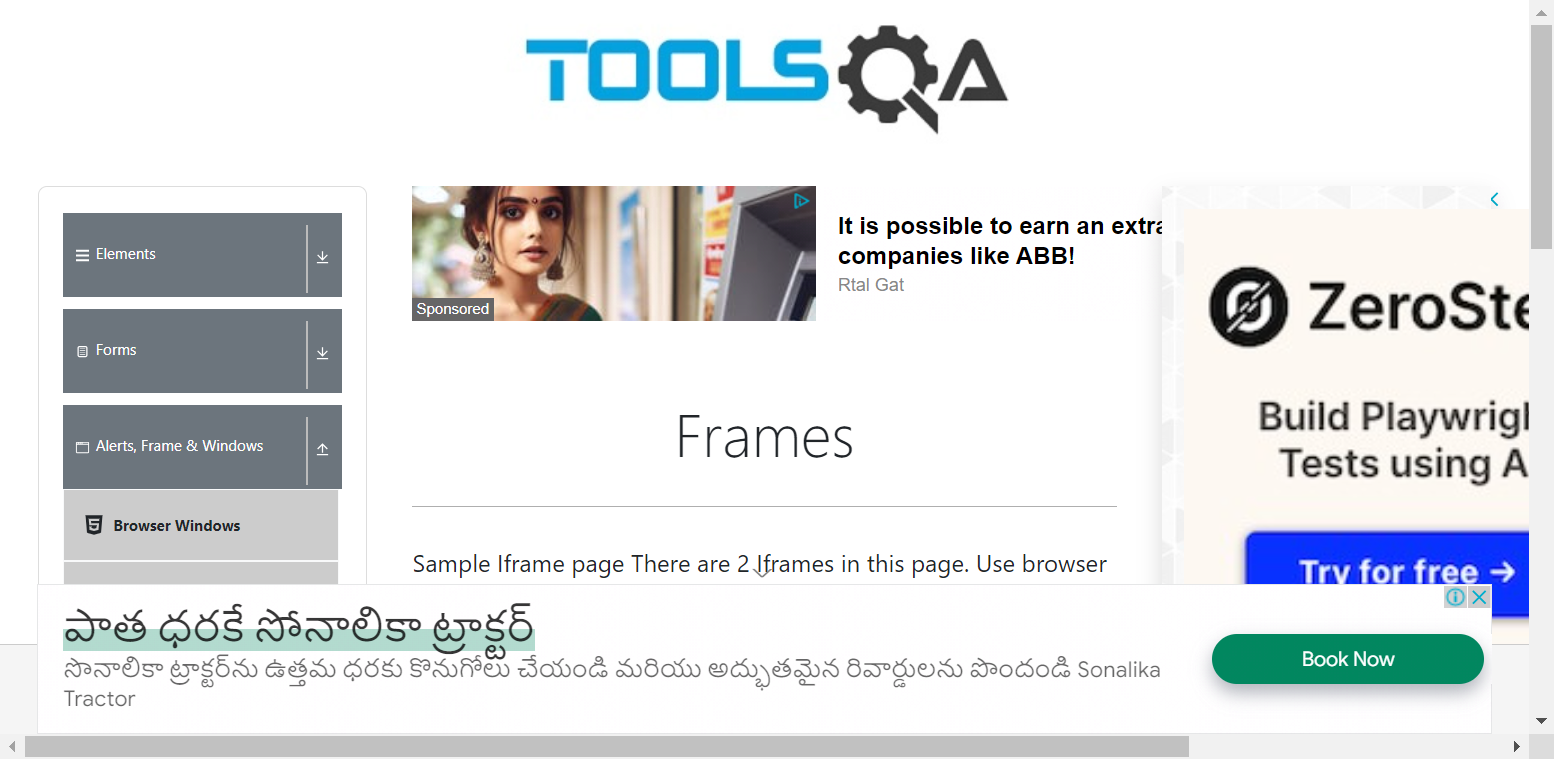 TOOLSQA
Elements
Forms
Alerts, Frame & Windows
Browser Windows
Sponsored
It is possible to earn an extra
companies like ABB!
Rtal Gat
Frames
Sample Iframe page There are 2 Iframes in this page. Use browser
Build
Tests using
Try for free →
పాత ధరకే సోనాలికా ట్రాక్టర్
సొనాలికా ట్రాక్టర్‌ను ఉత్తమ ధరకు కొనుగోలు చేయండి మరియు అద్భుతమైన రివార్డులను పొందండి Sonalika
Tractor
Book Now